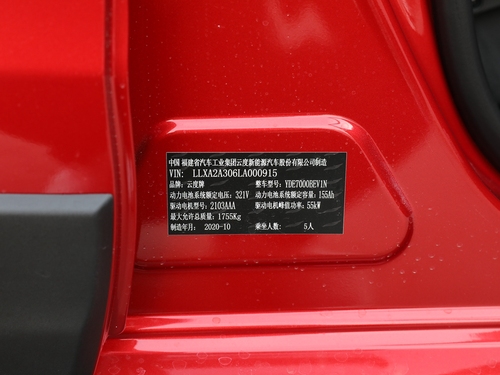 中国 福建省汽车工业集团云度新能源汽车股份有限公司制造
VIN: LLXA2A306LA000915
品牌: 云度牌 整车型号: YDE7000BEV1N
动力电池系统额定电压: 321V 动力电池系统额定容量: 155Ah
驱动电机型号: 2103AAA 驱动电机峰值功率: 55kW
最大允许总质量: 1755Kg
制造年月: 2020-10 乘坐人数: 5人